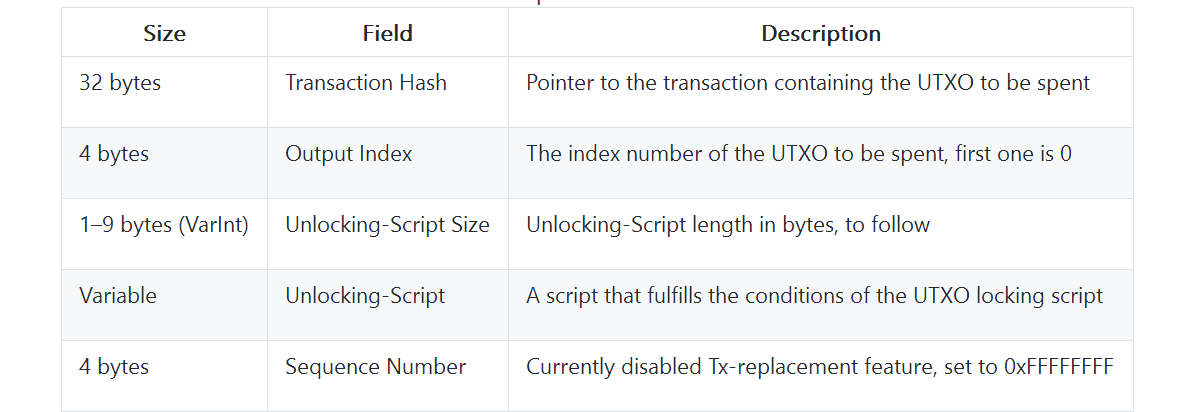 Size Field Description
32 bytes Transaction Hash Pointer to the transaction containing the UTXO to be spent
4 bytes Output Index The index number of the UTXO to be spent, first one is 0
1–9 bytes (VarInt) Unlocking-Script Size Unlocking-Script length in bytes, to follow
Variable Unlocking-Script A script that fulfills the conditions of the UTXO locking script
4 bytes Sequence Number Currently disabled Tx-replacement feature, set to 0xFFFFFFFF